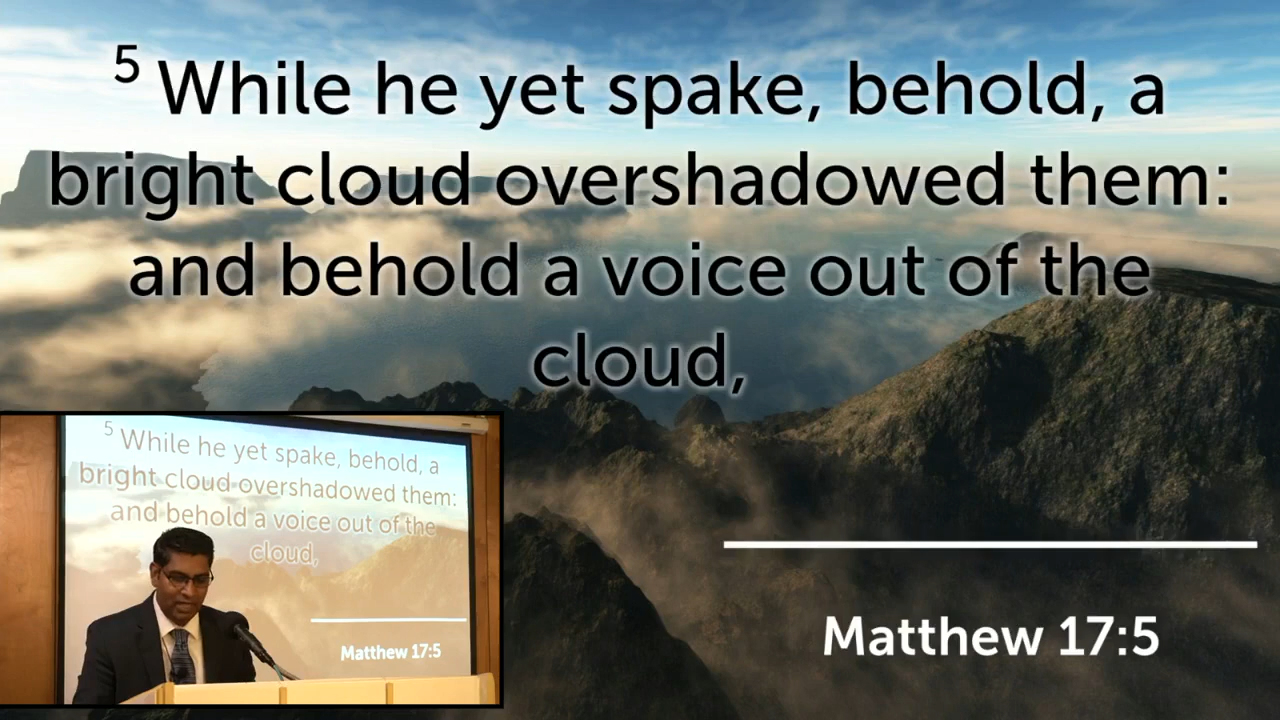 5 While he yet spake, behold, a
bright cloud overshadowed them:
and behold a voice out of the
cloud,
Matthew 17:5
5 While he yet spake, behold, a
bright cloud overshadowed them:
and behold a voice out of the
cloud,
Matthew 17:5